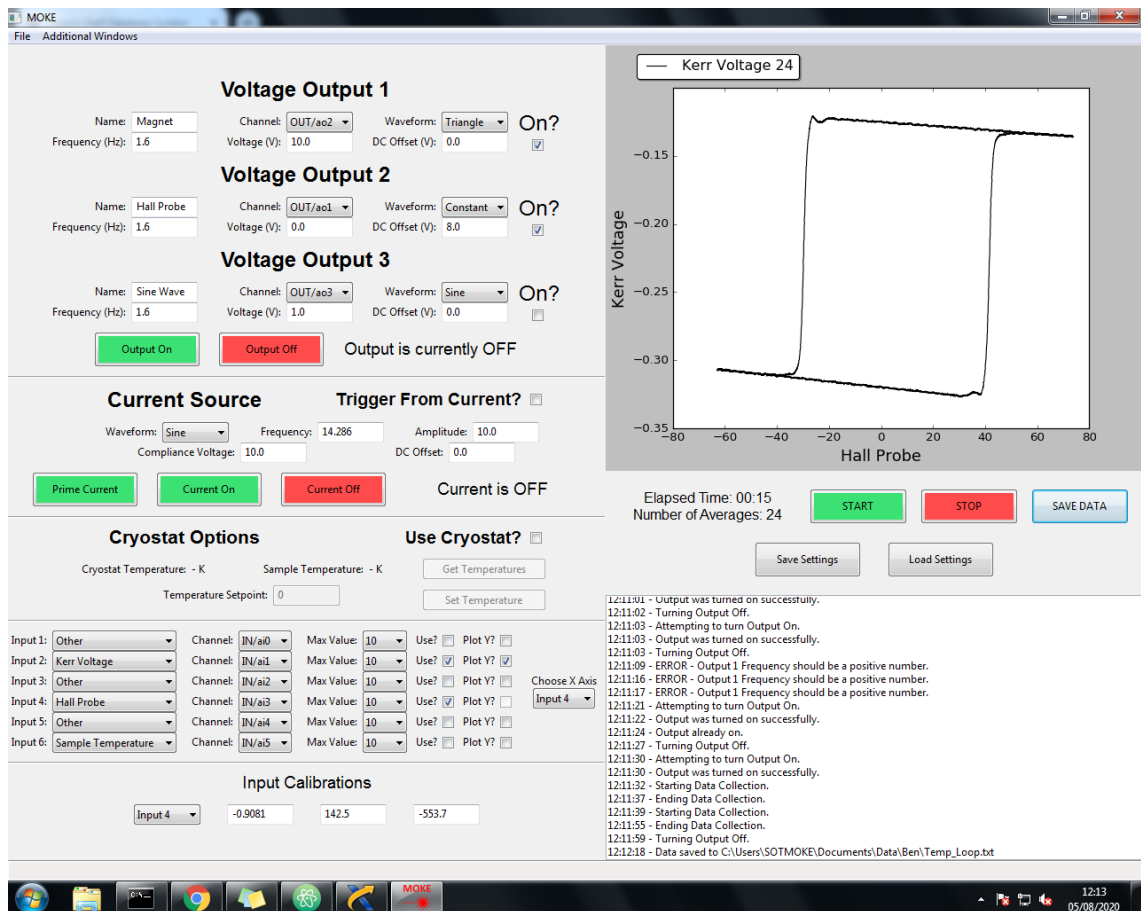 MOKE
File Additional Windows
Voltage Output 1
Name: Magnet Channel: OUT/ao2 Waveform: Triangle On?
Frequency (Hz): 1.6 Voltage (V): 10.0 DC Offset (V): 0.0
Voltage Output 2
Name: Hall Probe Channel: OUT/ao1 Waveform: Constant On?
Frequency (Hz): 1.6 Voltage (V): 0.0 DC Offset (V): 8.0
Voltage Output 3
Name: Sine Wave Channel: OUT/ao3 Waveform: Sine On?
Frequency (Hz): 1.6 Voltage (V): 1.0 DC Offset (V): 0.0
Output On Output Off Output is currently OFF
Current Source Trigger From Current?
Waveform: Sine Frequency: 14.286 Amplitude: 10.0
Compliance Voltage: 10.0 DC Offset: 0.0
Prime Current Current On Current Off Current is OFF
Cryostat Options Use Cryostat?
Cryostat Temperature: - K Sample Temperature: - K Get Temperatures
Temperature Setpoint: 0 Set Temperature
Input 1: Other Channel: IN/ai0 Max Value: 10 Use? Plot Y?
Input 2: Kerr Voltage Channel: IN/ai1 Max Value: 10 Use? Plot Y?
Input 3: Other Channel: IN/ai2 Max Value: 10 Use? Plot Y? Choose X Axis
Input 4: Hall Probe Channel: IN/ai3 Max Value: 10 Use? Plot Y? Input 4
Input 5: Other Channel: IN/ai4 Max Value: 10 Use? Plot Y?
Input 6: Sample Temperature Channel: IN/ai5 Max Value: 10 Use? Plot Y?
Input Calibrations
Input 4 -0.9081 142.5 -553.7
Kerr Voltage 24
Kerr Voltage
−0.15
−0.20
−0.25
−0.30
−0.35
−80 −60 −40 −20 0 20 40 60 80
Hall Probe
Elapsed Time: 00:15
Number of Averages: 24
START STOP SAVE DATA
Save Settings Load Settings
12:11:01 - Output was turned on successfully.
12:11:02 - Turning Output Off.
12:11:03 - Attempting to turn Output On.
12:11:03 - Output was turned on successfully.
12:11:03 - Turning Output Off.
12:11:09 - ERROR - Output 1 Frequency should be a positive number.
12:11:16 - ERROR - Output 1 Frequency should be a positive number.
12:11:17 - ERROR - Output 1 Frequency should be a positive number.
12:11:21 - Attempting to turn Output On.
12:11:22 - Output was turned on successfully.
12:11:24 - Output already on.
12:11:27 - Turning Output Off.
12:11:30 - Attempting to turn Output On.
12:11:30 - Output was turned on successfully.
12:11:32 - Starting Data Collection.
12:11:37 - Ending Data Collection.
12:11:39 - Starting Data Collection.
12:11:55 - Ending Data Collection.
12:11:59 - Turning Output Off.
12:12:18 - Data saved to C:\Users\SOTMOKE\Documents\Data\Ben\Temp_Loop.txt
C:\_
MOKE
12:13
05/08/2020